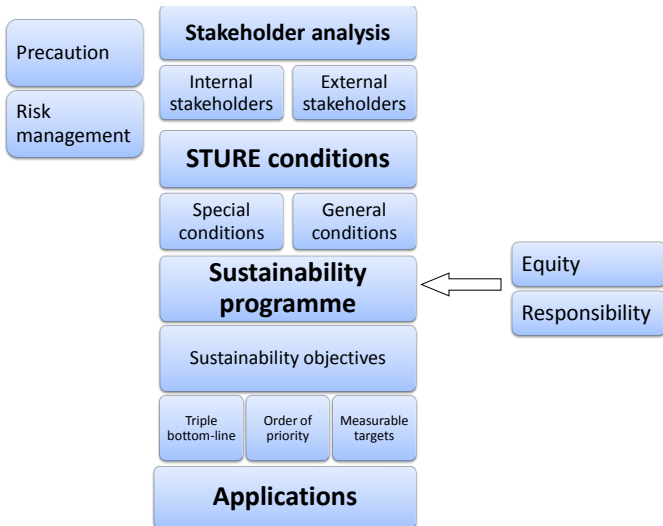 Precaution
Risk
management
Stakeholder analysis
Internal
stakeholders
External
stakeholders
STURE conditions
Special
conditions
General
conditions
Sustainability
programme
Equity
Responsibility
Sustainability objectives
Triple
bottom-line
Order of
priority
Measurable
targets
Applications